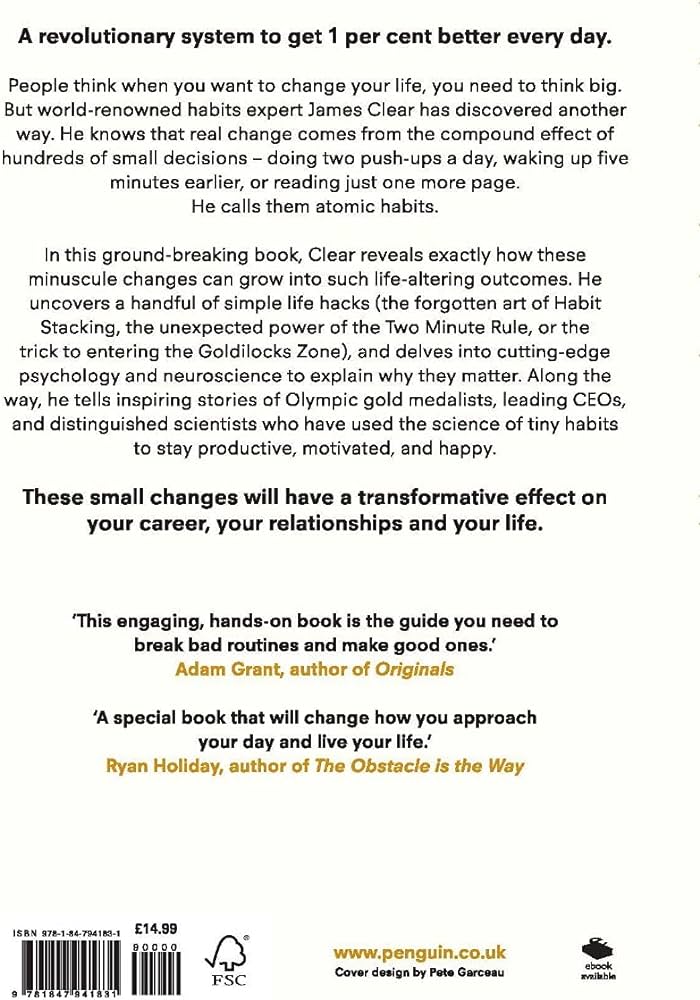 A revolutionary system to get 1 per cent better every day.
People think when you want to change your life, you need to think big.
But world-renowned habits expert James Clear has discovered another
way. He knows that real change comes from the compound effect of
hundreds of small decisions – doing two push-ups a day, waking up five
minutes earlier, or reading just one more page.
He calls them atomic habits.
In this ground-breaking book, Clear reveals exactly how these
minuscule changes can grow into such life-altering outcomes. He
uncovers a handful of simple life hacks (the forgotten art of Habit
Stacking, the unexpected power of the Two Minute Rule, or the
trick to entering the Goldilocks Zone), and delves into cutting-edge
psychology and neuroscience to explain why they matter. Along the
way, he tells inspiring stories of Olympic gold medalists, leading CEOs,
and distinguished scientists who have used the science of tiny habits
to stay productive, motivated, and happy.
These small changes will have a transformative effect on
your career, your relationships and your life.
‘This engaging, hands-on book is the guide you need to
break bad routines and make good ones.’
Adam Grant, author of Originals
‘A special book that will change how you approach
your day and live your life.’
Ryan Holiday, author of The Obstacle is the Way
ISBN 978-1-84-794183-1
£14.99
90000
9 781847 941831
FSC
®
www.penguin.co.uk
Cover design by Pete Garceau
ebook
available